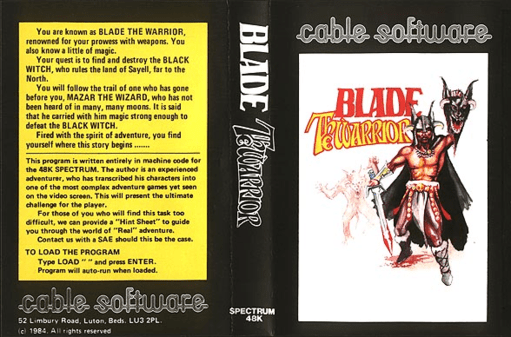 You are known as BLADE THE WARRIOR,
renowned for your prowess with weapons. You
also know a little of magic.
Your quest is to find and destroy the BLACK
WITCH, who rules the land of Sayell, far to the
North.
You will follow the trail of one who has gone
before you, MAZAR THE WIZARD, who has not
been heard of in many, many moons. It is said
that he carried with him magic strong enough to
defeat the BLACK WITCH.
Fired with the spirit of adventure, you find
yourself where this story begins .......
This program is written entirely in machine code for
the 48K SPECTRUM. The author is an experienced
adventurer, who has transcribed his characters into
one of the most complex adventure games yet seen
on the video screen. This will present the ultimate
challenge for the player.
For those of you who will find this task too
difficult, we can provide a "Hint Sheet" to guide
you through the world of "Real" adventure.
Contact us with a SAE should this be the case.
TO LOAD THE PROGRAM
Type LOAD " " and press ENTER.
Program will auto-run when loaded.
cable software
52 Limbury Road, Luton, Beds. LU3 2PL.
(c) 1984. All rights reserved
BLADE THE WARRIOR
SPECTRUM
48K
cable software
BLADE
THE WARRIOR